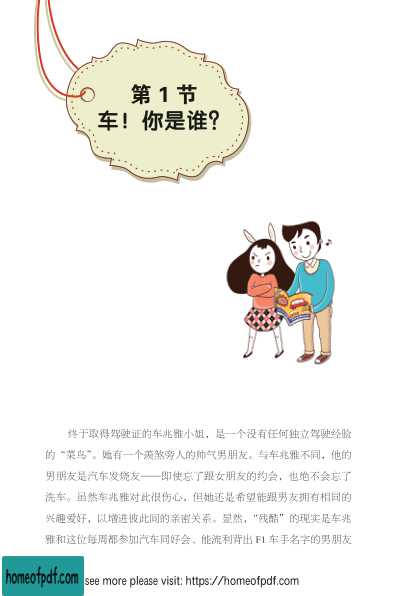 第 1 节
车！你是谁？
终于取得驾驶证的车兆雅小姐，是一个没有任何独立驾驶经验
的“菜鸟”。她有一个羡煞旁人的帅气男朋友。与车兆雅不同，他的
男朋友是汽车发烧友——即使忘了跟女朋友的约会，也绝不会忘了
洗车。虽然车兆雅对此很伤心，但她还是希望能跟男友拥有相同的
兴趣爱好，以增进彼此间的亲密关系。显然，“残酷”的现实是车兆
雅和这位每周都参加汽车同好会、能流利背出 F1 车手名字的男朋友
homeofpdf.com see more please visit: https://homeofpdf.com